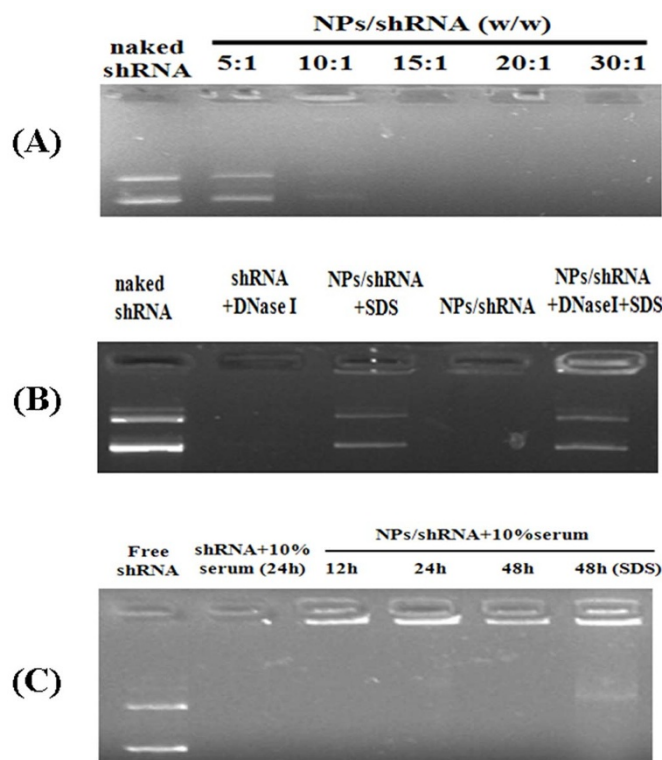 NPs/shRNA (w/w)
naked
shRNA
5:1 10:1 15:1 20:1 30:1
(A)
naked
shRNA
shRNA
+DNase I
NPs/shRNA
+SDS
NPs/shRNA
NPs/shRNA
+DNaseI+SDS
(B)
Free
shRNA
shRNA+10%
serum (24h)
NPs/shRNA+10%serum
12h 24h 48h 48h (SDS)
(C)